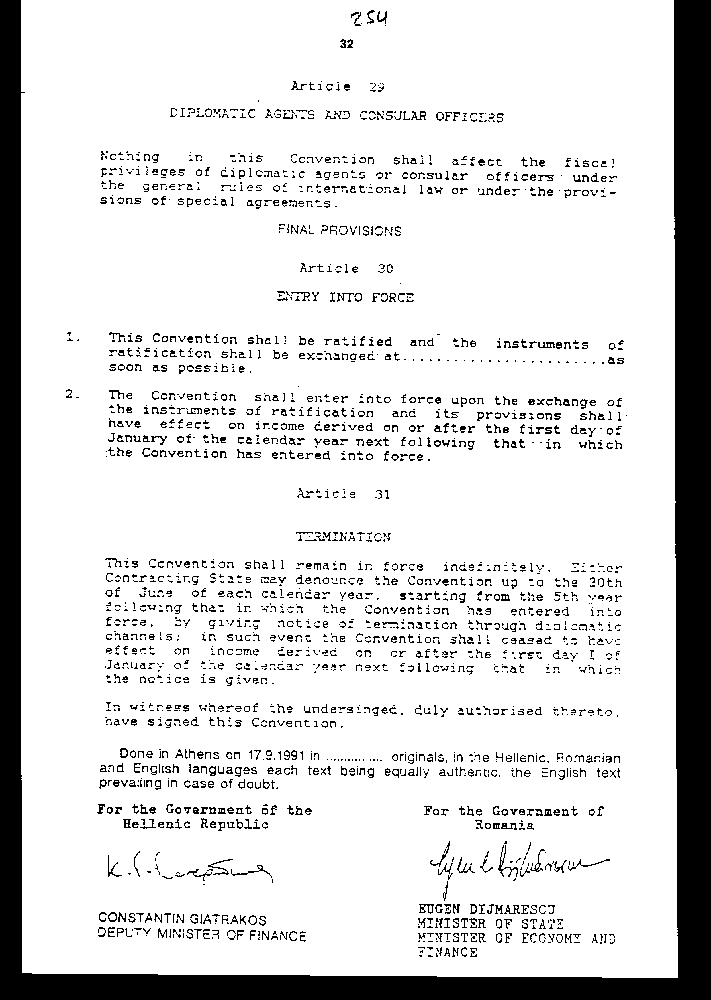 254
32
Article 29
DIPLOMATIC AGENTS AND CONSULAR OFFICERS
Nothing in this Convention shall affect the fiscal
privileges of diplomatic agents or consular officers under
the general rules of international law or under the provi-
sions of special agreements.
FINAL PROVISIONS
Article 30
ENTRY INTO FORCE
1. This Convention shall be ratified and the instruments of
ratification shall be exchanged at........................as
soon as possible.
2. The Convention shall enter into force upon the exchange of
the instruments of ratification and its provisions shall
have effect on income derived on or after the first day of
January of the calendar year next following that in which
the Convention has entered into force.
Article 31
TERMINATION
This Convention shall remain in force indefinitely. Either
Contracting State may denounce the Convention up to the 30th
of June of each calendar year, starting from the 5th year
following that in which the Convention has entered into
force, by giving notice of termination through diplomatic
channels; in such event the Convention shall ceased to have
effect on income derived on or after the first day I of
January of the calendar year next following that in which
the notice is given.
In witness whereof the undersinged, duly authorised thereto,
have signed this Convention.
Done in Athens on 17.9.1991 in ................. originals, in the Hellenic, Romanian
and English languages each text being equally authentic, the English text
prevailing in case of doubt.
For the Government of the
Hellenic Republic
For the Government of
Romania
CONSTANTIN GIATRAKOS
DEPUTY MINISTER OF FINANCE
EUGEN DIJMARESCU
MINISTER OF STATE
MINISTER OF ECONOMY AND
FINANCE